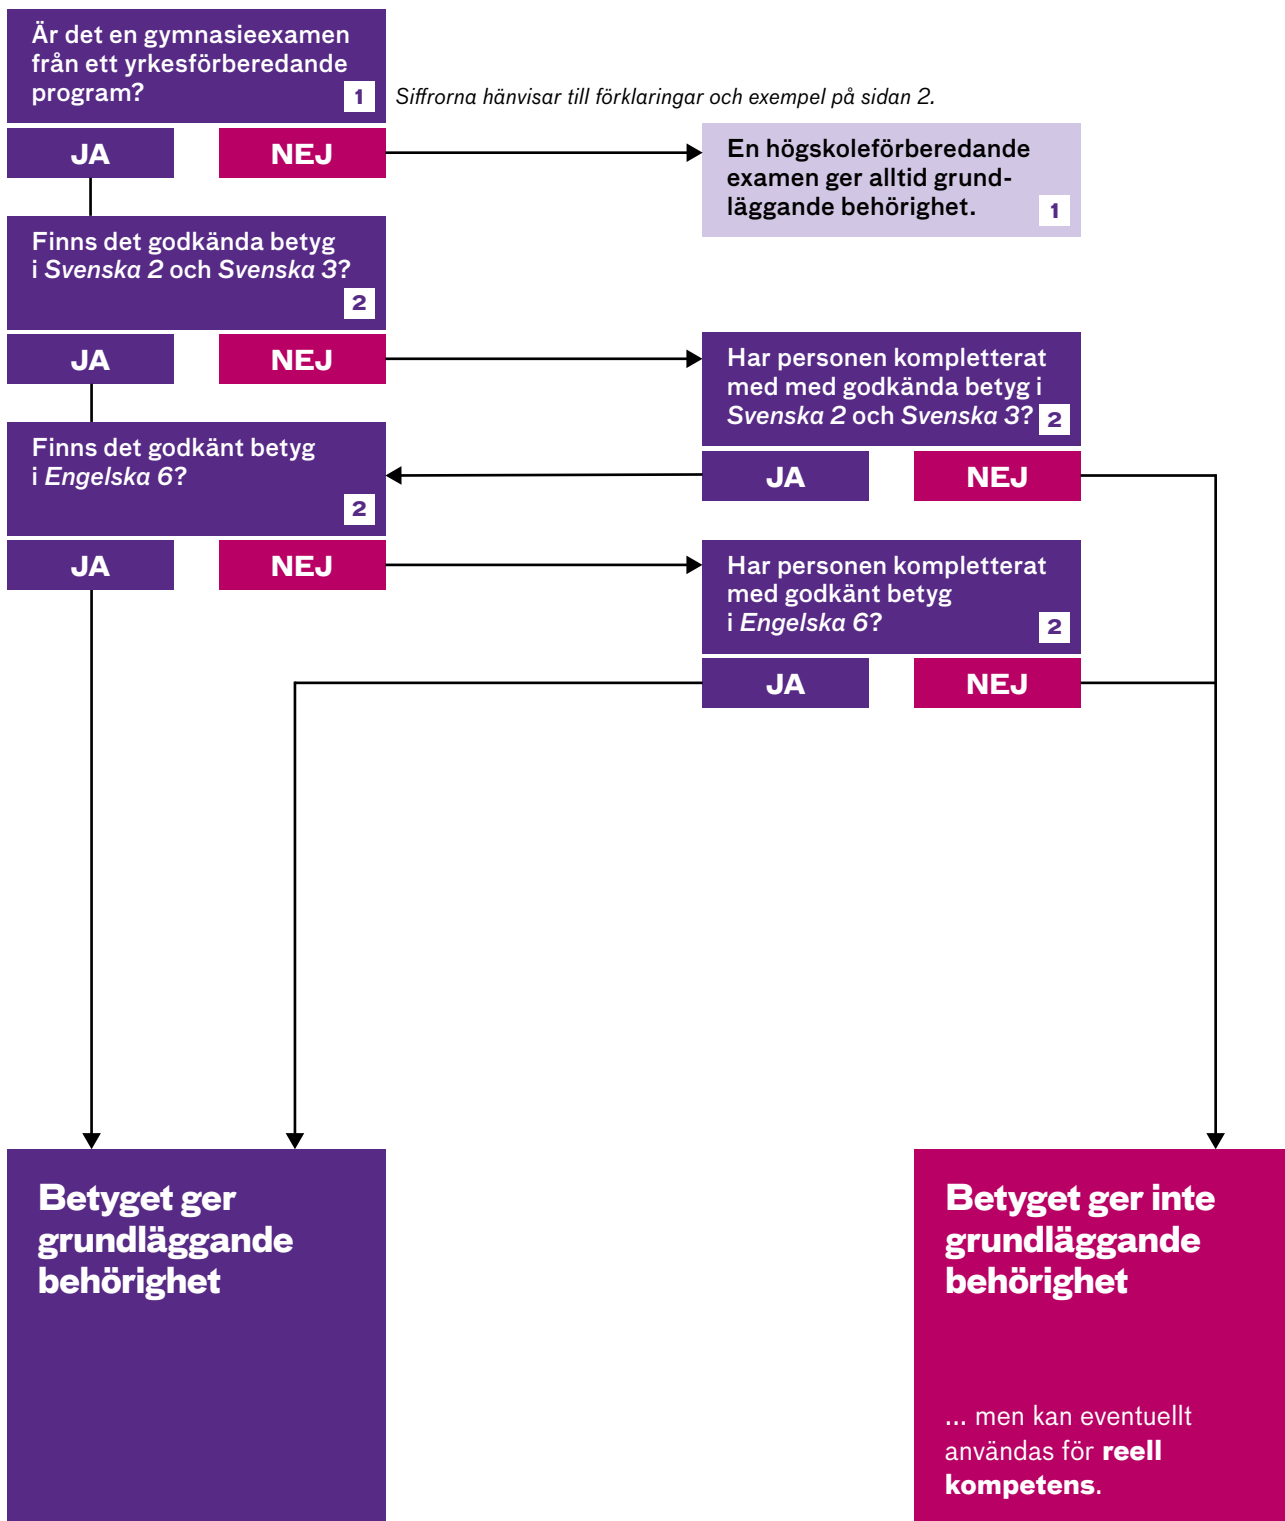 Är det en gymnasieexamen
från ett yrkesförberedande
program?
1
Siffrorna hänvisar till förklaringar och exempel på sidan 2.
JA
NEJ
En högskoleförberedande
examen ger alltid grund-
läggande behörighet.
1
Finns det godkända betyg
i Svenska 2 och Svenska 3?
2
JA
NEJ
Har personen kompletterat
med med godkända betyg i
Svenska 2 och Svenska 3?
2
JA
NEJ
Finns det godkänt betyg
i Engelska 6?
2
JA
NEJ
Har personen kompletterat
med godkänt betyg
i Engelska 6?
2
JA
NEJ
Betyget ger
grundläggande
behörighet
Betyget ger inte
grundläggande
behörighet
... men kan eventuellt
användas för reell
kompetens.